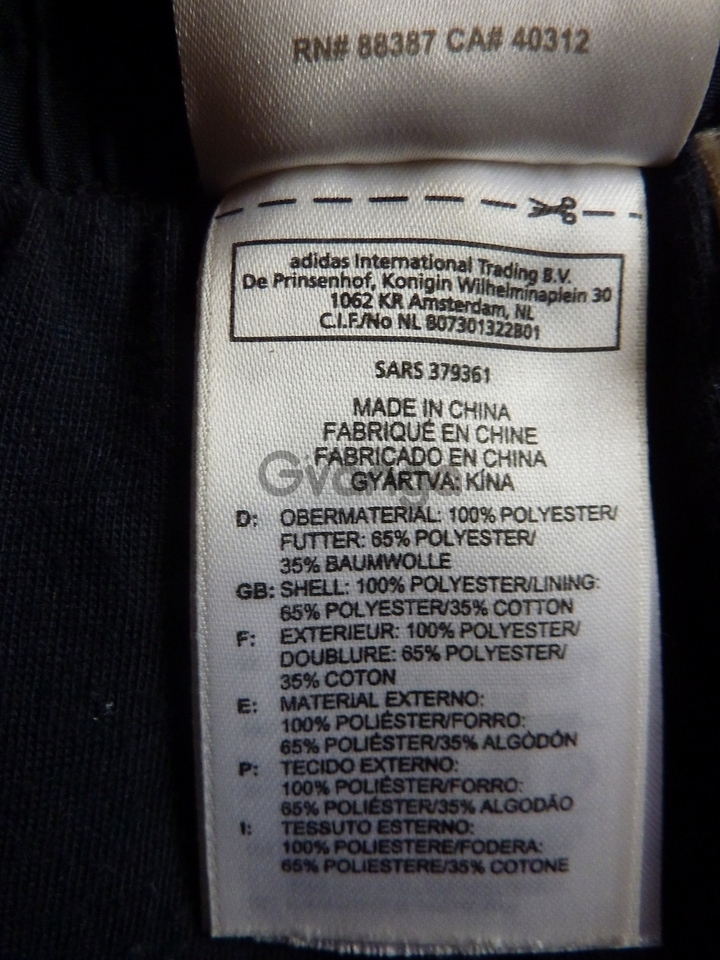 RN# 88387 CA# 40312
adidas International Trading B.V.
De Prinsenhof, Konigin Wilhelminaplein 30
1062 KR Amsterdam, NL
C.I.F./No NL 807301322B01
SARS 379361
MADE IN CHINA
FABRIQUÉ EN CHINE
FABRICADO EN CHINA
GYÁRTVA: KÍNA
D: OBERMATERIAL: 100% POLYESTER/
FUTTER: 65% POLYESTER/
35% BAUMWOLLE
GB: SHELL: 100% POLYESTER/LINING:
65% POLYESTER/35% COTTON
F: EXTERIEUR: 100% POLYESTER/
DOUBLURE: 65% POLYESTER/
35% COTON
E: MATERIAL EXTERNO:
100% POLIÉSTER/FORRO:
65% POLIÉSTER/35% ALGÒDÓN
P: TECIDO EXTERNO:
100% POLIÉSTER/FORRO:
65% POLIÉSTER/35% ALGODÃO
I: TESSUTO ESTERNO:
100% POLIESTERE/FODERA:
65% POLIESTERE/35% COTONE